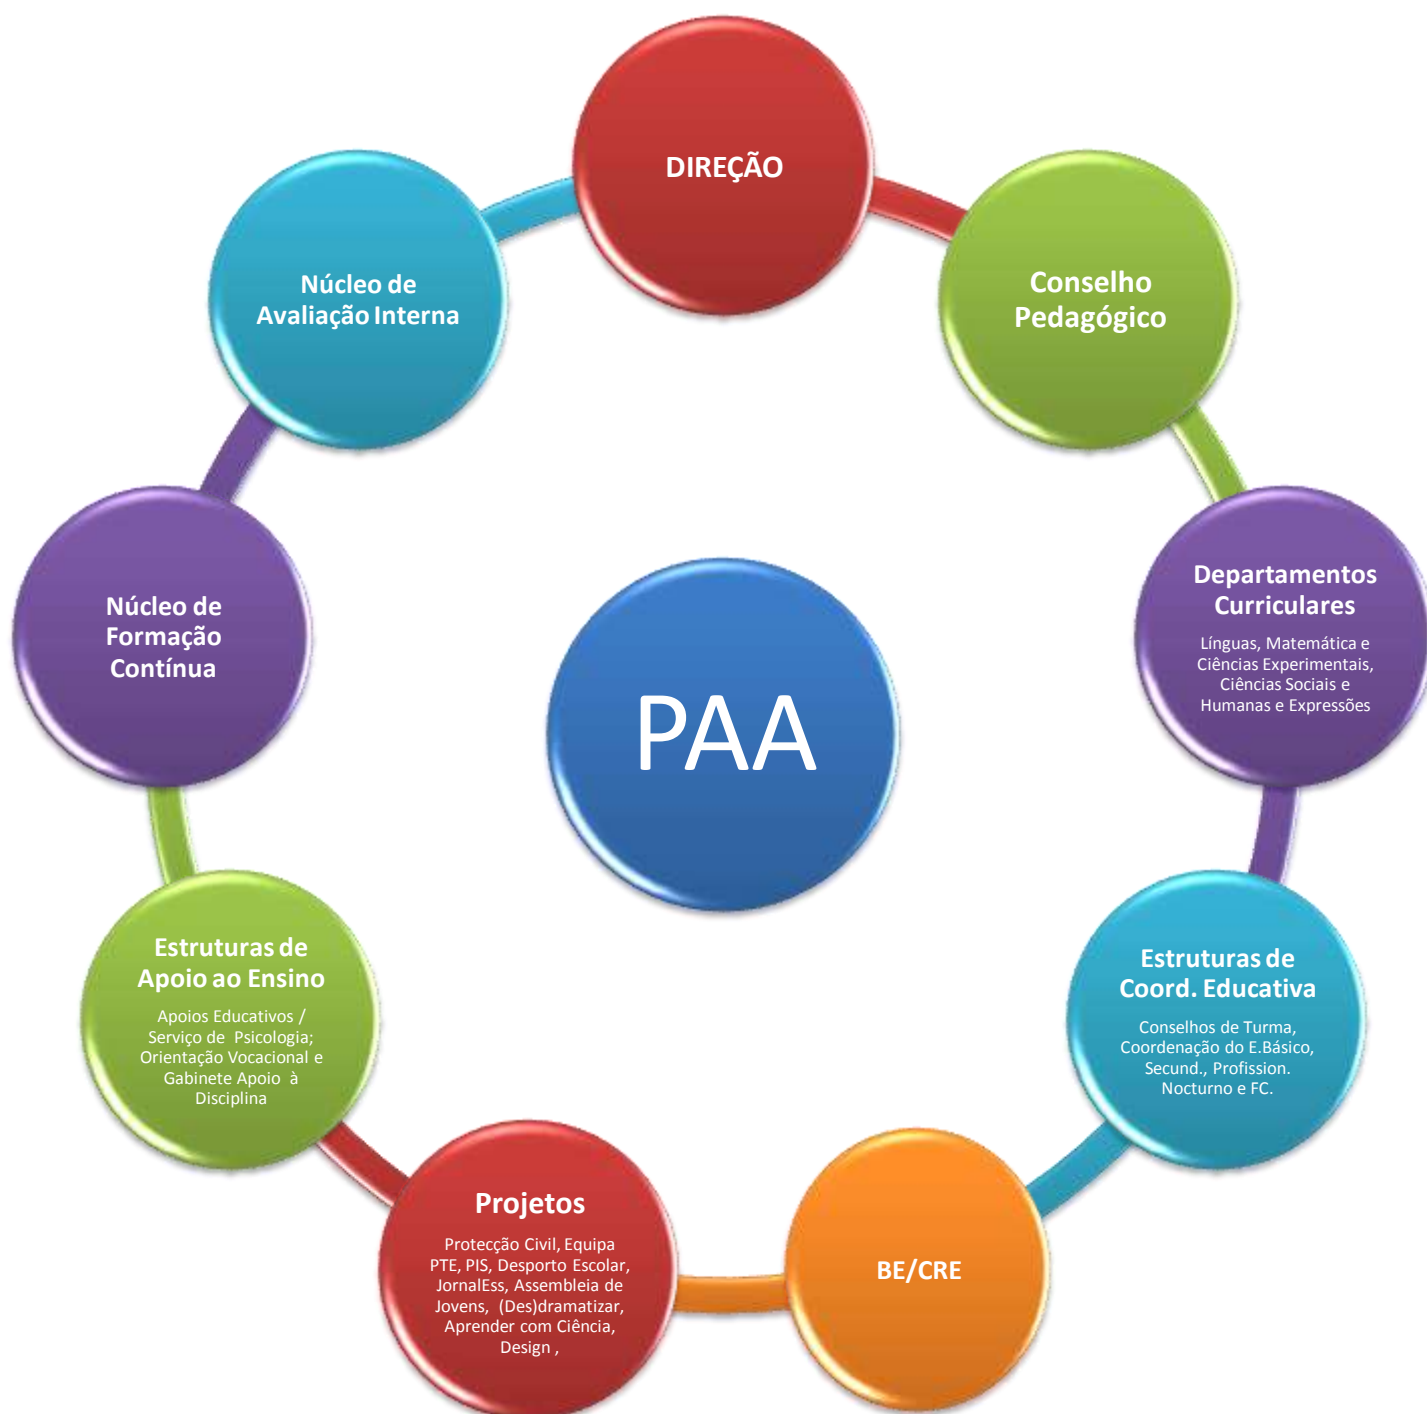 DIREÇÃO
Conselho
Pedagógico
Departamentos
Curriculares
Línguas, Matemática e
Ciências Experimentais,
Ciências Sociais e
Humanas e Expressões
Estruturas de
Coord. Educativa
Conselhos de Turma,
Coordenação do E.Básico,
Secund., Profission.
Nocturno e FC.
BE/CRE
Projetos
Protecção Civil, Equipa
PTE, PIS, Desporto Escolar,
JornalEss, Assembleia de
Jovens, (Des)dramatizar,
Aprender com Ciência,
Design ,
Estruturas de
Apoio ao Ensino
Apoios Educativos /
Serviço de Psicologia;
Orientação Vocacional e
Gabinete Apoio à
Disciplina
Núcleo de
Formação
Contínua
Núcleo de
Avaliação Interna
PAA